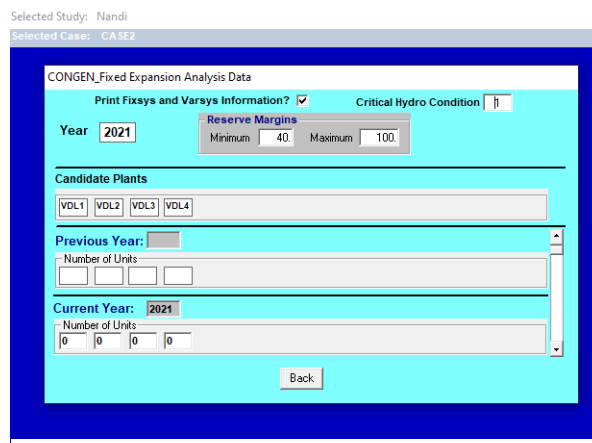 Selected Study: Nandi
Selected Case: CASE2
CONGEN_Fixed Expansion Analysis Data
Print Fixsys and Varsys Information? Critical Hydro Condition 1
Year 2021
Reserve Margins
Minimum 40. Maximum 100.
Candidate Plants
VDL1 VDL2 VDL3 VDL4
Previous Year:
Number of Units
Current Year: 2021
Number of Units
0 0 0 0
Back